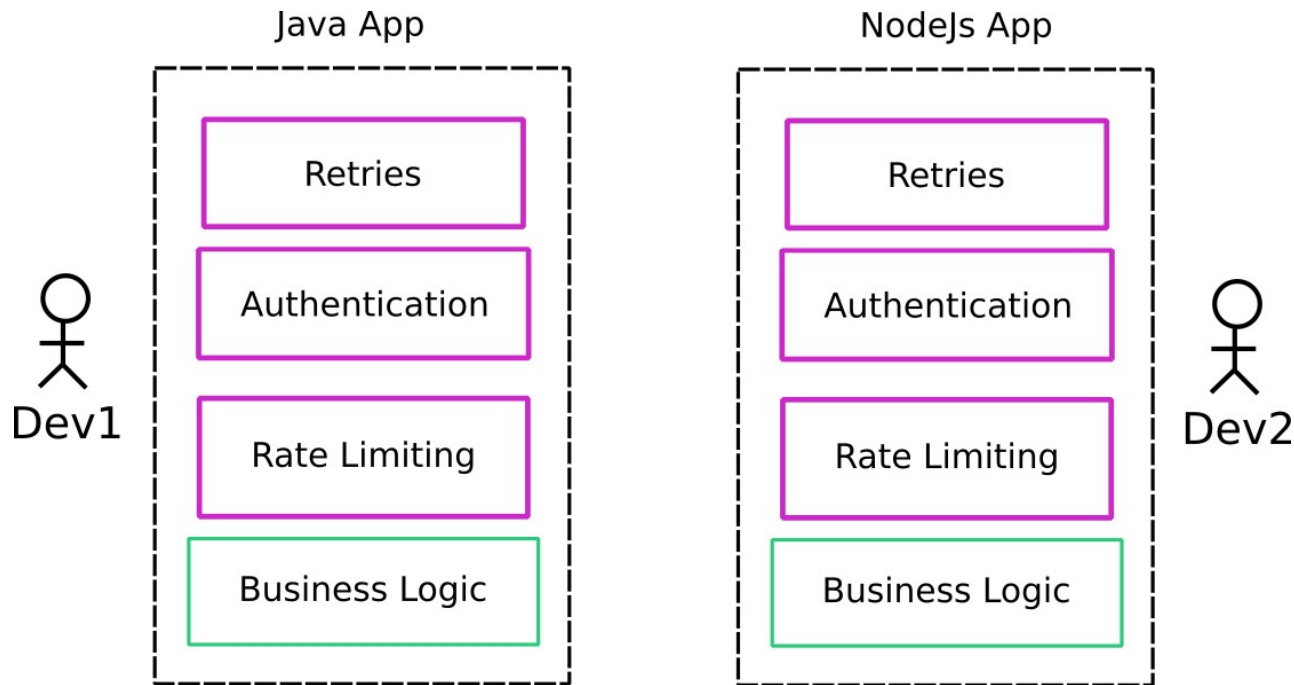 Java App
NodeJs App
Retries
Retries
Authentication
Authentication
Dev1
Dev2
Rate Limiting
Rate Limiting
Business Logic
Business Logic